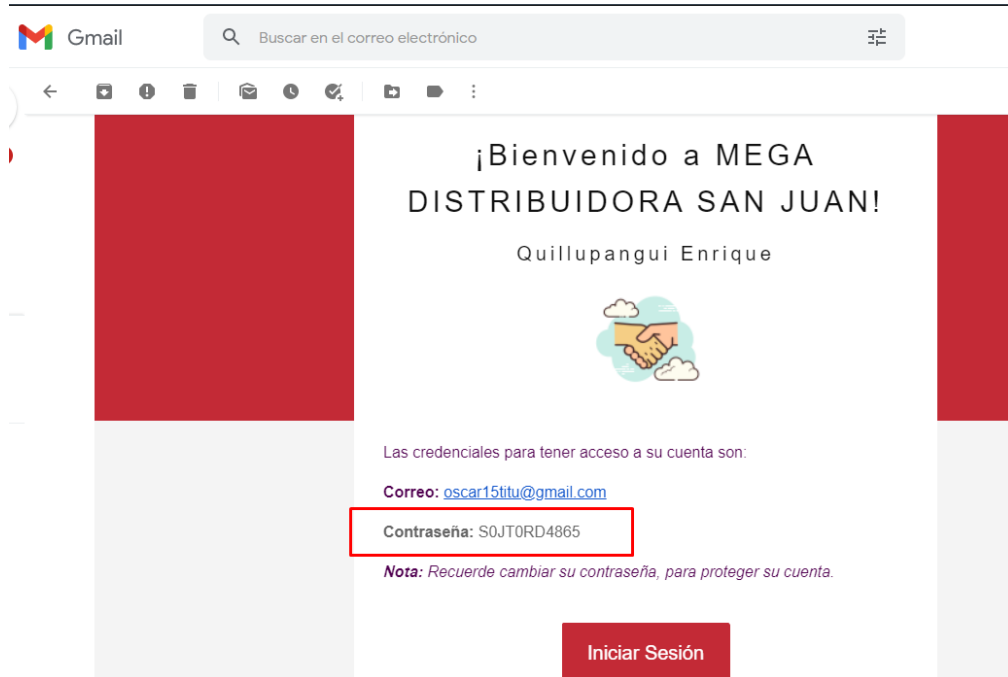 Gmail
Buscar en el correo electrónico
¡Bienvenido a MEGA
DISTRIBUIDORA SAN JUAN!
Quillupangui Enrique
Las credenciales para tener acceso a su cuenta son:
Correo: oscar15titu@gmail.com
Contraseña: S0JT0RD4865
Nota: Recuerde cambiar su contraseña, para proteger su cuenta.
Iniciar Sesión